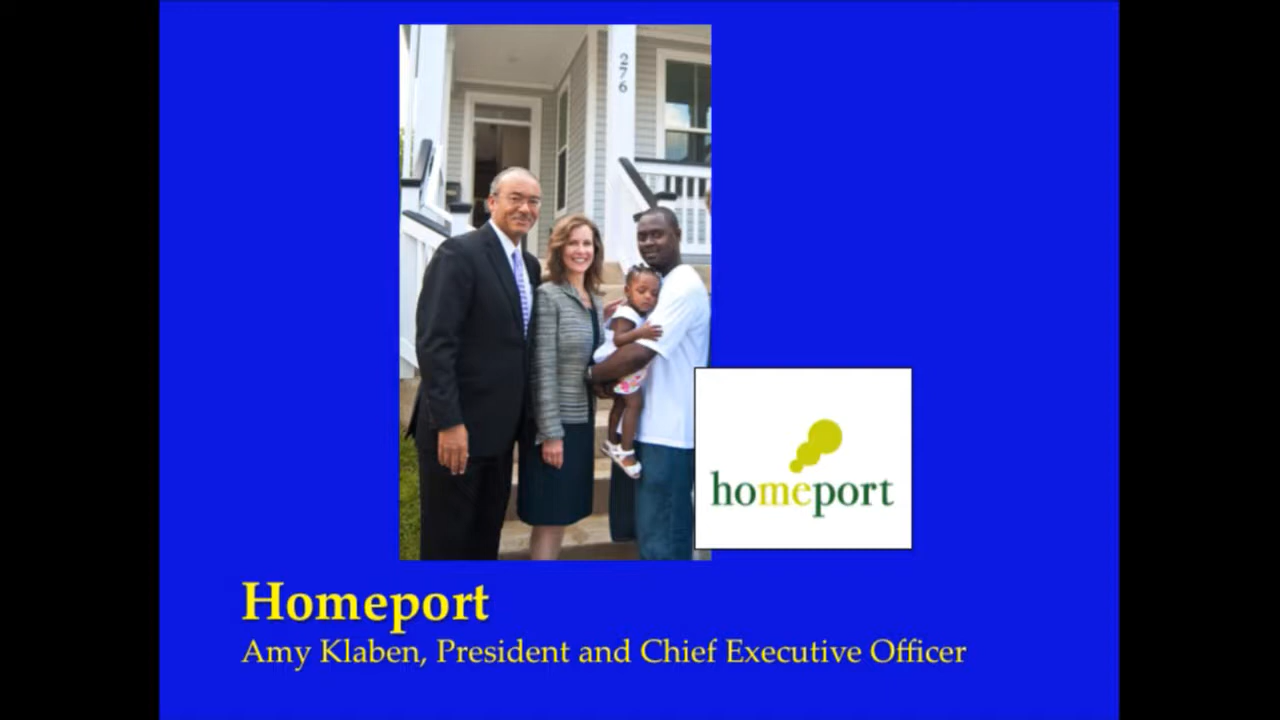 276
homeport
Homeport
Amy Klaben, President and Chief Executive Officer